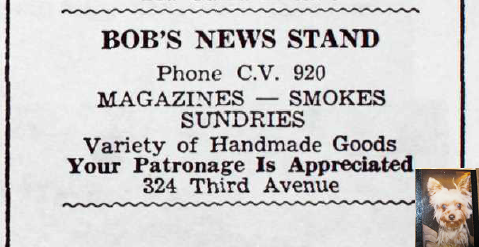 BOB'S NEWS STAND
Phone C.V. 920
MAGAZINES — SMOKES
SUNDRIES
Variety of Handmade Goods
Your Patronage Is Appreciated
324 Third Avenue